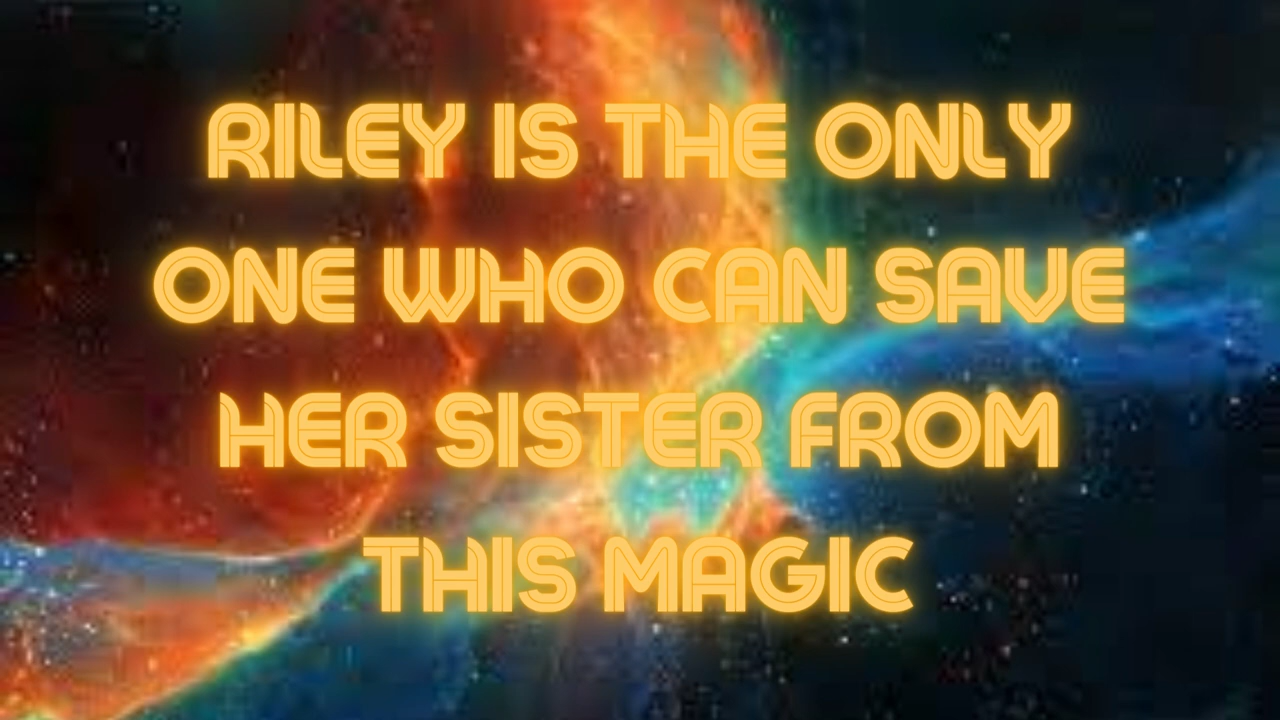 RILEY IS THE ONLY
ONE WHO CAN SAVE
HER SISTER FROM
THIS MAGIC